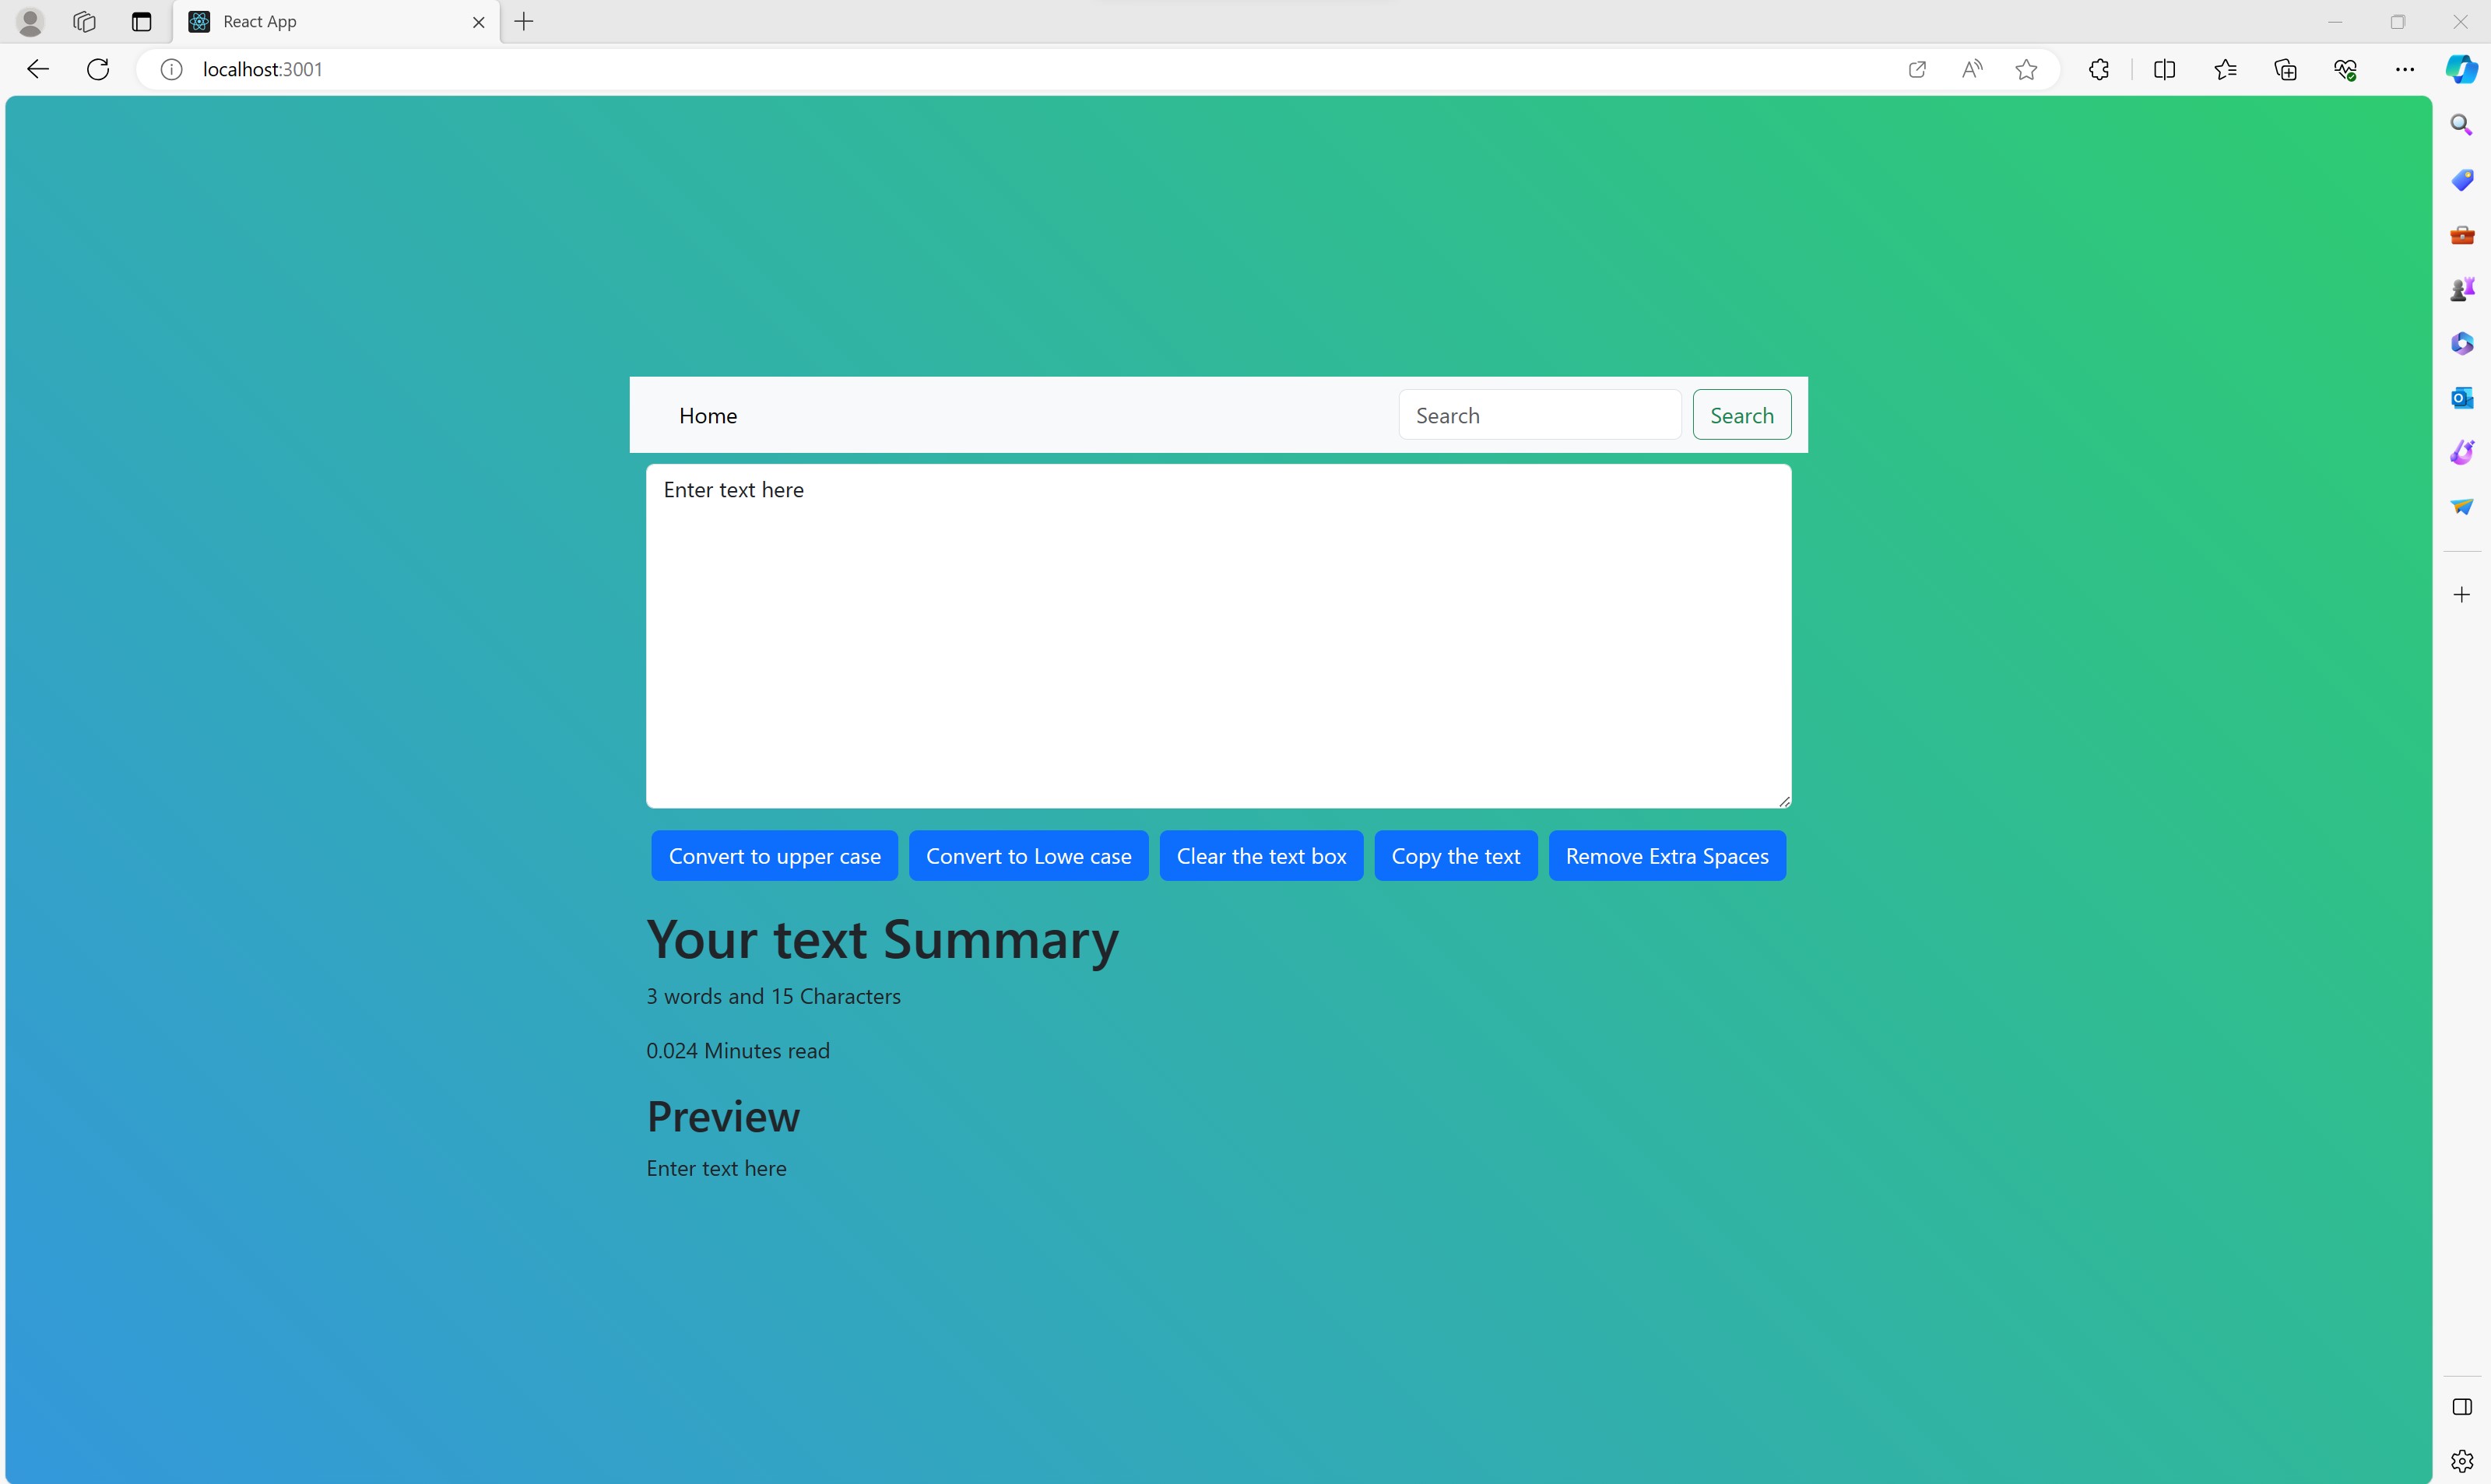 React App
localhost:3001
Home Search Search
Enter text here
Convert to upper case Convert to Lowe case Clear the text box Copy the text Remove Extra Spaces
Your text Summary
3 words and 15 Characters
0.024 Minutes read
Preview
Enter text here